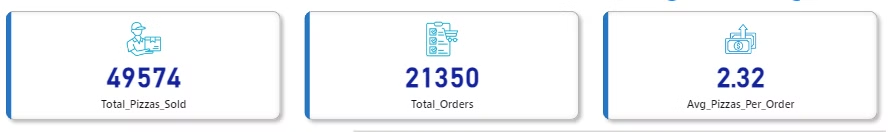 49574
Total_Pizzas_Sold
21350
Total_Orders
2.32
Avg_Pizzas_Per_Order